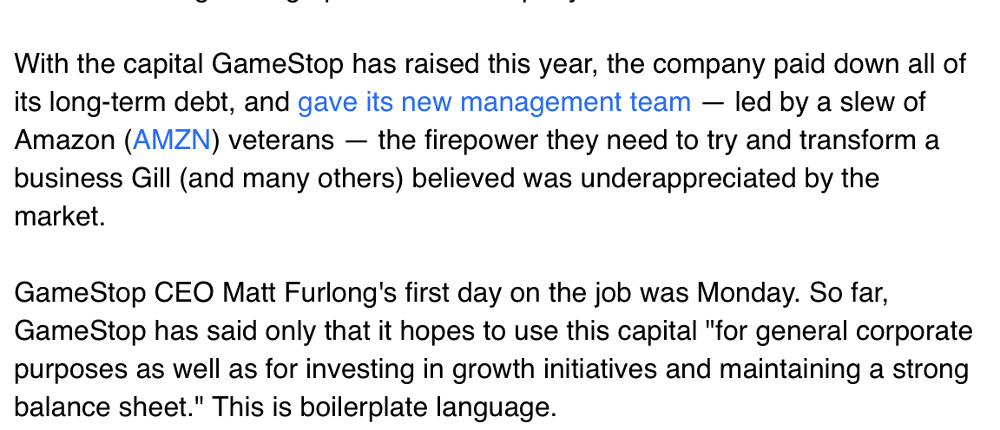 With the capital GameStop has raised this year, the company paid down all of
its long-term debt, and gave its new management team — led by a slew of
Amazon (AMZN) veterans — the firepower they need to try and transform a
business Gill (and many others) believed was underappreciated by the
market.
GameStop CEO Matt Furlong's first day on the job was Monday. So far,
GameStop has said only that it hopes to use this capital "for general corporate
purposes as well as for investing in growth initiatives and maintaining a strong
balance sheet." This is boilerplate language.